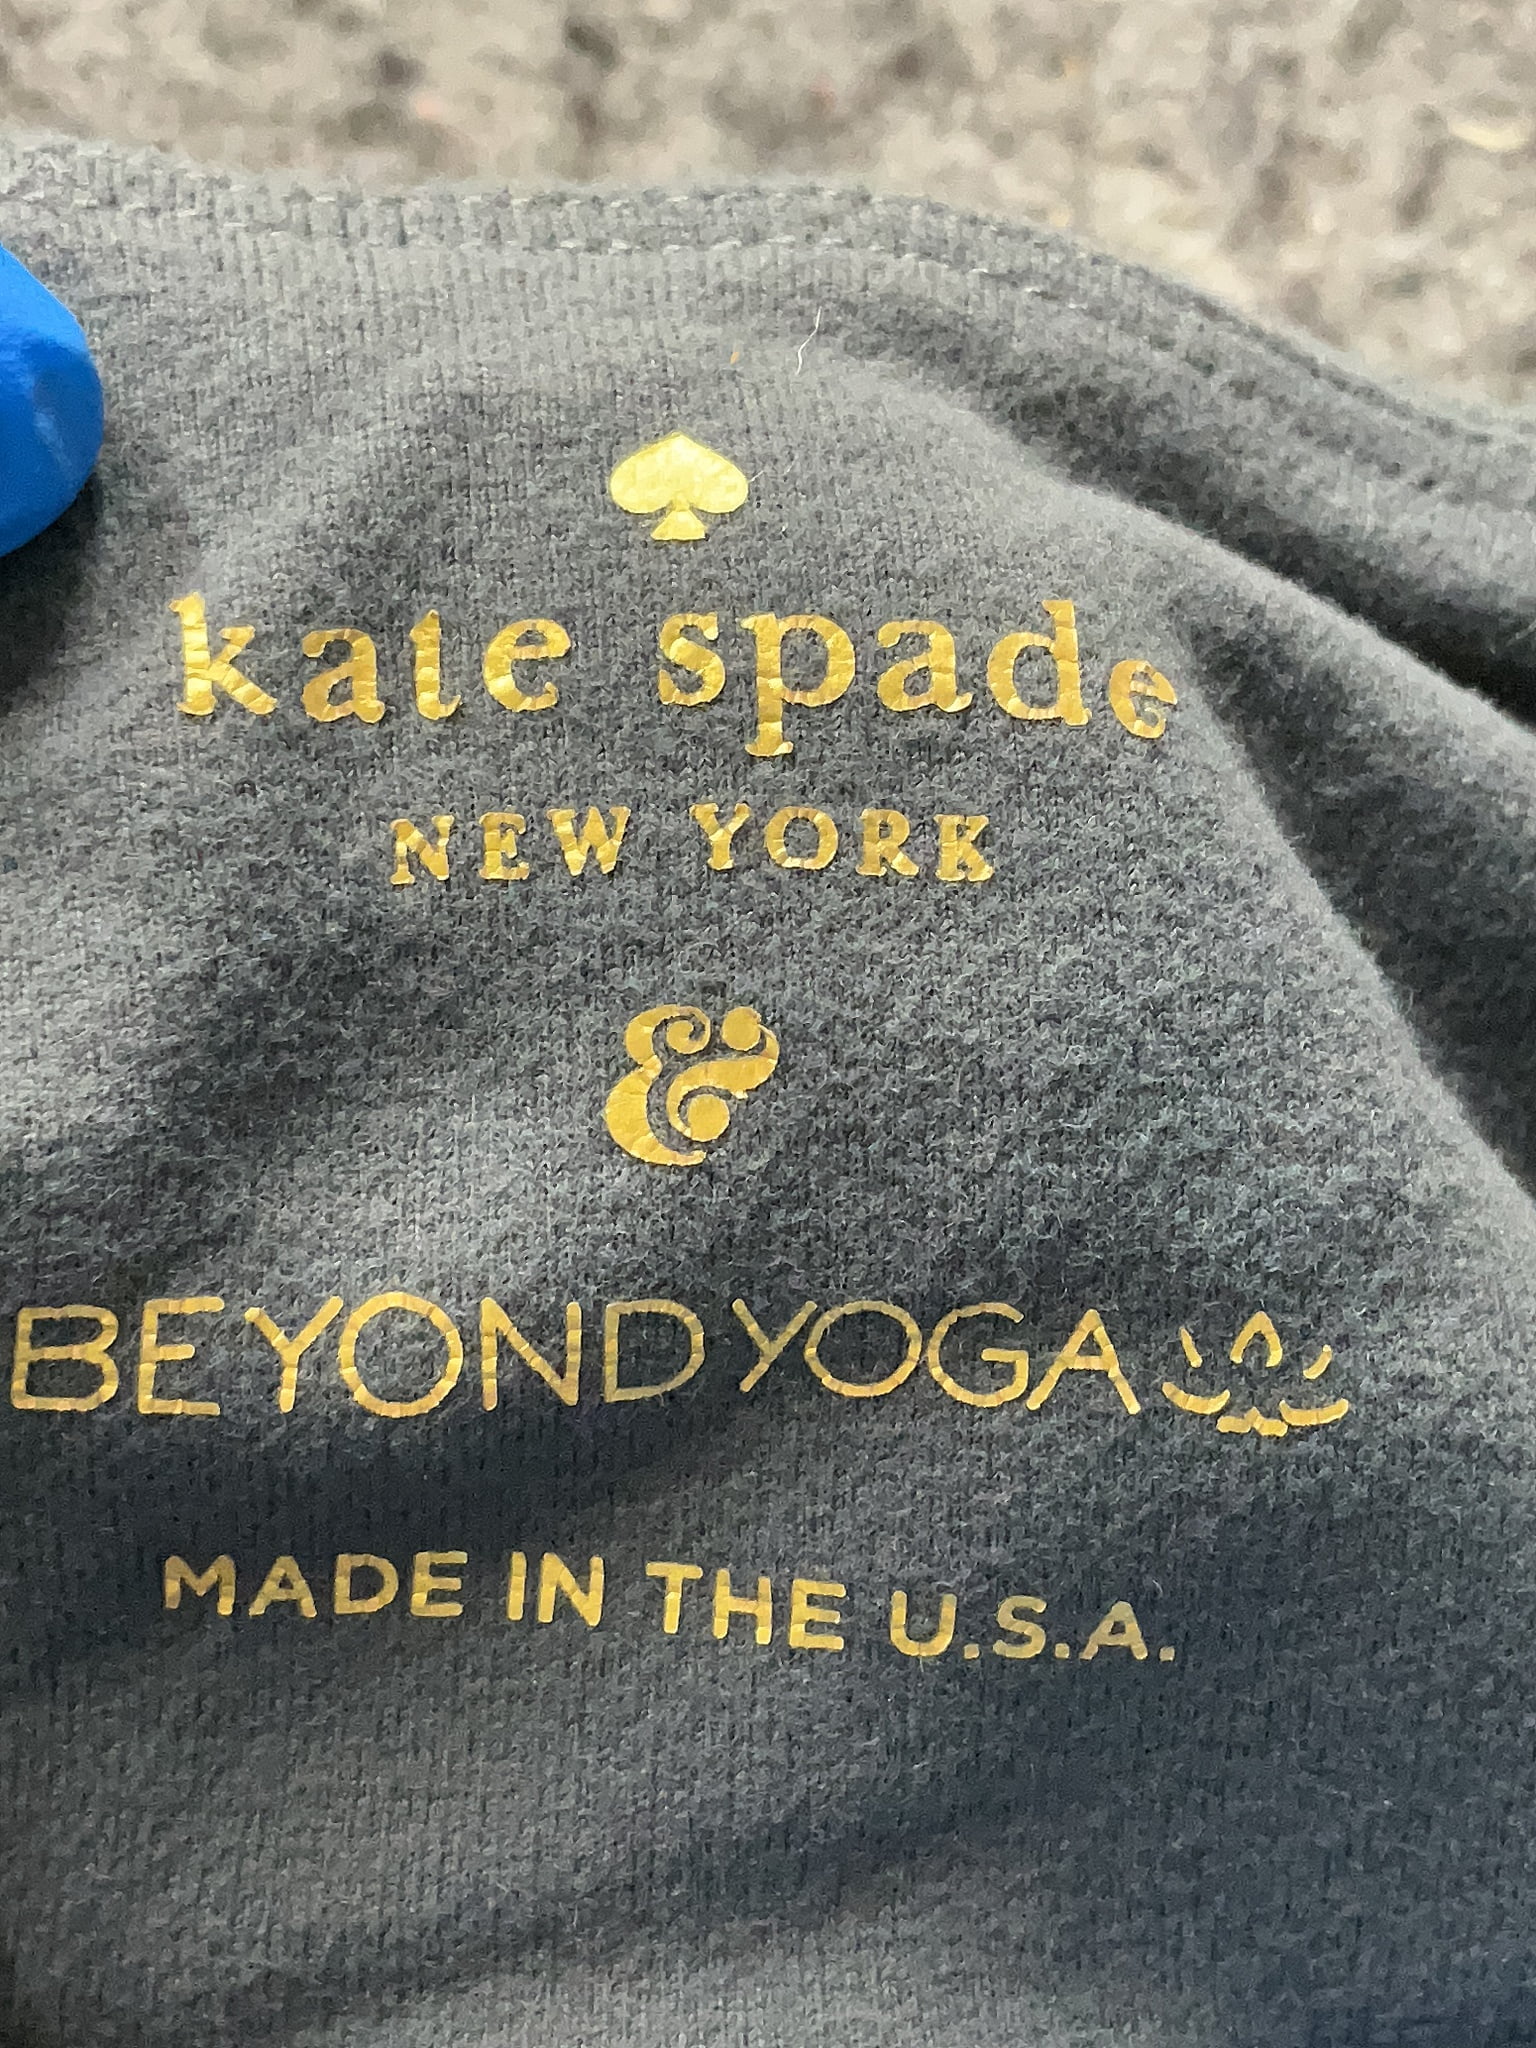 kate spade
NEW YORK
&
BEYOND YOGA
MADE IN THE U.S.A.